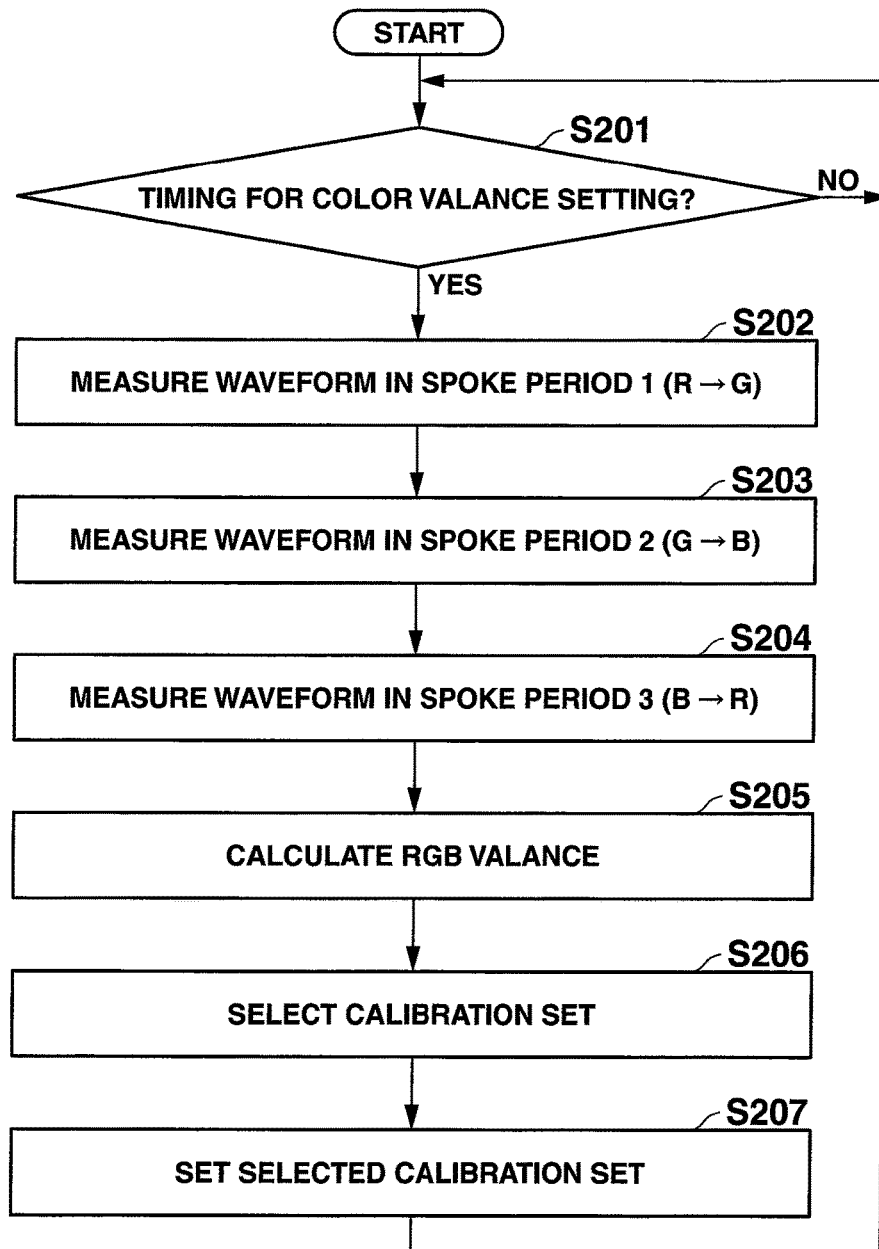 START
S201
TIMING FOR COLOR VALANCE SETTING?
NO
YES
S202
MEASURE WAVEFORM IN SPOKE PERIOD 1 (R → G)
S203
MEASURE WAVEFORM IN SPOKE PERIOD 2 (G → B)
S204
MEASURE WAVEFORM IN SPOKE PERIOD 3 (B → R)
S205
CALCULATE RGB VALANCE
S206
SELECT CALIBRATION SET
S207
SET SELECTED CALIBRATION SET